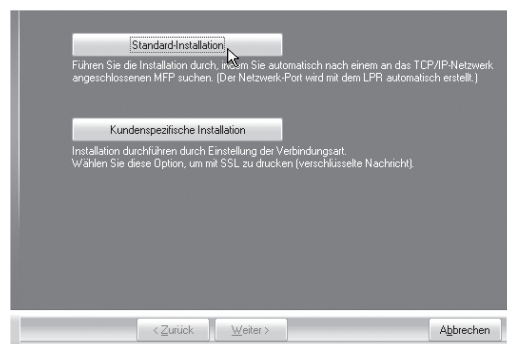 Standard-Installation
Führen Sie die Installation durch, indem Sie automatisch nach einem an das TCP/IP-Netzwerk
angeschlossenen MFP suchen. (Der Netzwerk-Port wird mit dem LPR automatisch erstellt.)
Kundenspezifische Installation
Installation durchführen durch Einstellung der Verbindungsart.
Wählen Sie diese Option, um mit SSL zu drucken (verschlüsselte Nachricht).
< Zurück
Weiter >
Abbrechen